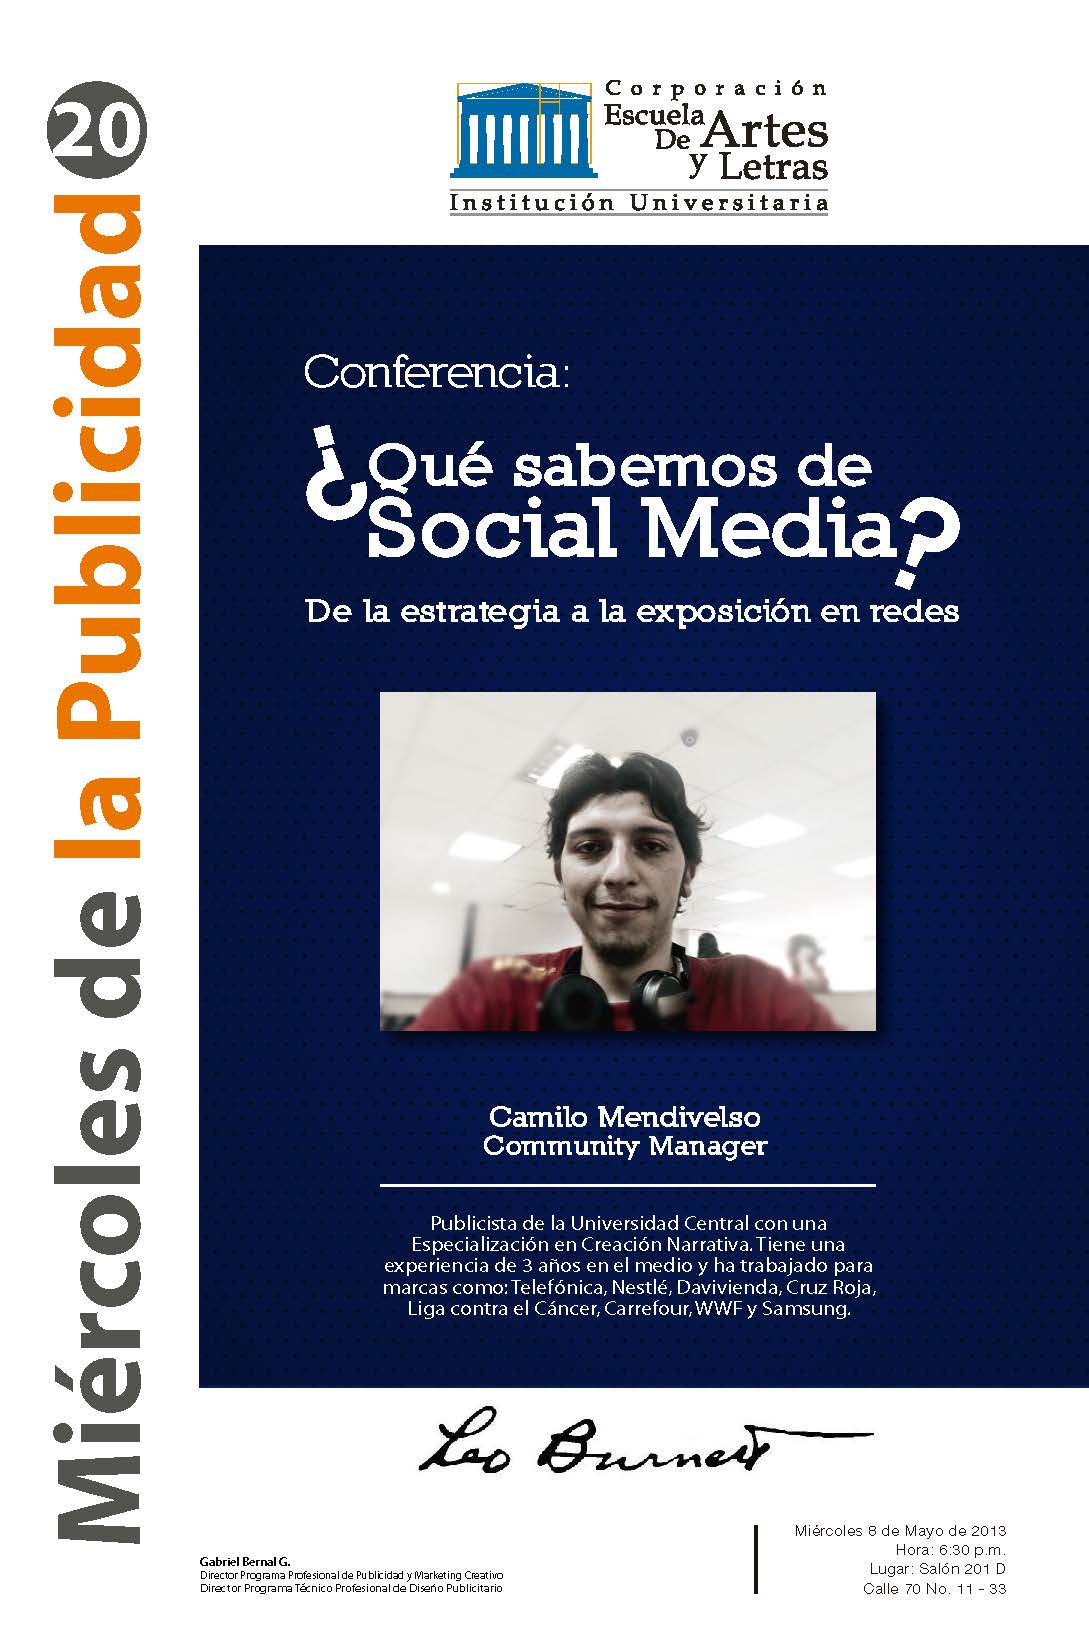 Miércoles de la Publicidad 20
Corporación
Escuela
De Artes
y Letras
Institución Universitaria
Conferencia:
¿Qué sabemos de
Social Media?
De la estrategia a la exposición en redes
Camilo Mendivelso
Community Manager
Publicista de la Universidad Central con una
Especialización en Creación Narrativa. Tiene una
experiencia de 3 años en el medio y ha trabajado para
marcas como: Telefónica, Nestlé, Davivienda, Cruz Roja,
Liga contra el Cáncer, Carrefour, WWF y Samsung.
Leo Burnett
Gabriel Bernal G.
Director Programa Profesional de Publicidad y Marketing Creativo
Director Programa Técnico Profesional de Diseño Publicitario
Miércoles 8 de Mayo de 2013
Hora: 6:30 p.m.
Lugar: Salón 201 D
Calle 70 No. 11 - 33